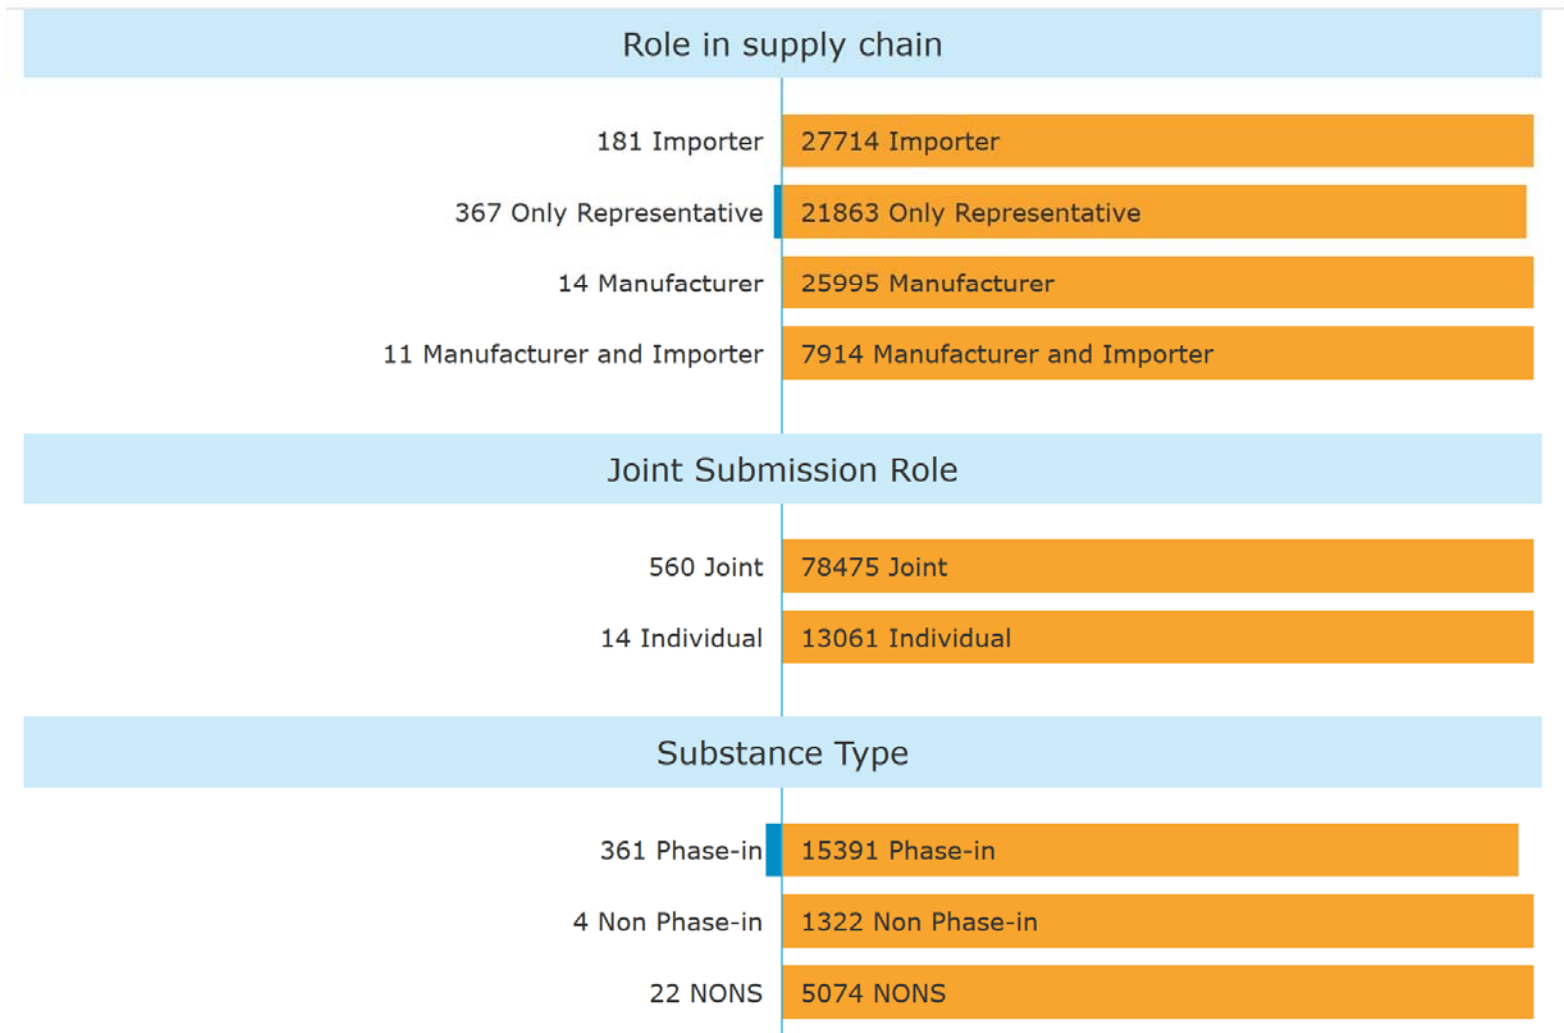 Role in supply chain
181 Importer 27714 Importer
367 Only Representative 21863 Only Representative
14 Manufacturer 25995 Manufacturer
11 Manufacturer and Importer 7914 Manufacturer and Importer
Joint Submission Role
560 Joint 78475 Joint
14 Individual 13061 Individual
Substance Type
361 Phase-in 15391 Phase-in
4 Non Phase-in 1322 Non Phase-in
22 NONS 5074 NONS